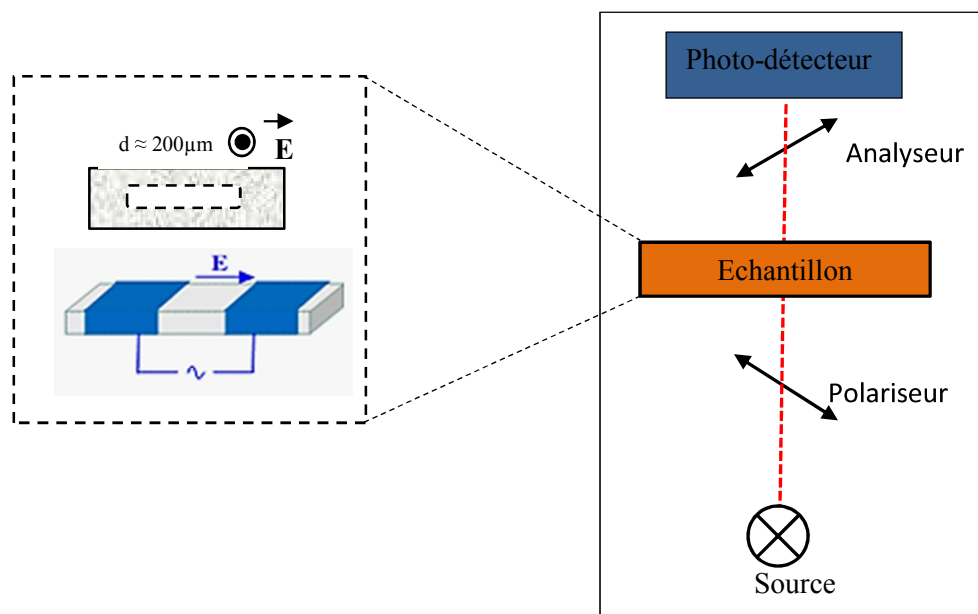 d ≈ 200µm
E
E
Photo-détecteur
Analyseur
Echantillon
Polariseur
Source